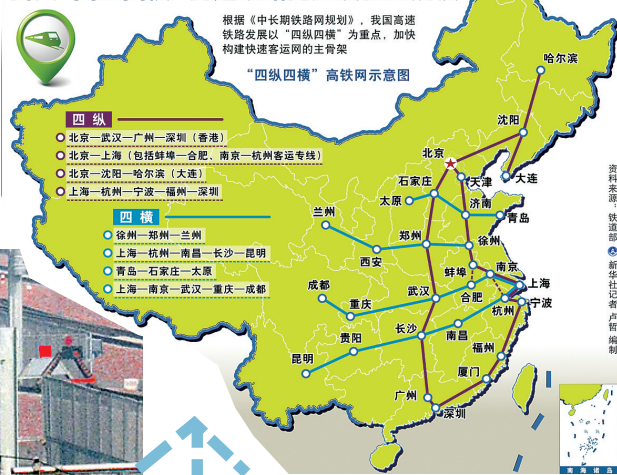 根据《中长期铁路网规划》，我国高速
铁路发展以“四纵四横”为重点，加快
构建快速客运网的主骨架
“四纵四横”高铁网示意图
四纵
北京—武汉—广州—深圳（香港）
北京—上海（包括蚌埠—合肥、南京—杭州客运专线）
北京—沈阳—哈尔滨（大连）
上海—杭州—宁波—福州—深圳
四横
徐州—郑州—兰州
上海—杭州—南昌—长沙—昆明
青岛—石家庄—太原
上海—南京—武汉—重庆—成都
哈尔滨
沈阳
北京
大连
天津
石家庄
太原
济南
青岛
兰州
郑州
徐州
西安
蚌埠
南京
上海
成都
武汉
合肥
宁波
杭州
重庆
长沙
南昌
贵阳
福州
昆明
厦门
广州
深圳
资料来源：铁道部 新华社记者 卢哲 编制
南海诸岛